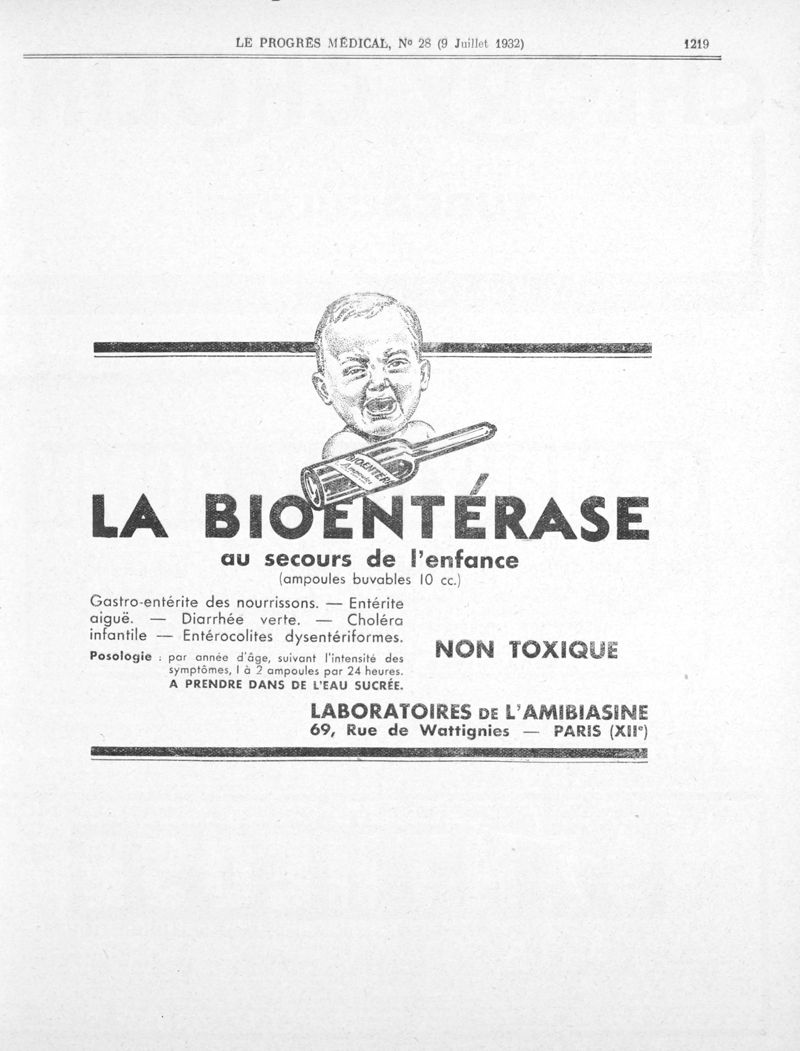 LE PROGRÈS MÉDICAL, Nº 28 (9 Juillet 1932)
1219
BIOENTÉR
Ampoules
LA BIOENTÉRASE
au secours de l'enfance
(ampoules buvables 10 cc.)
Gastro-entérite des nourrissons. — Entérite
aiguë. — Diarrhée verte. — Choléra
infantile — Entérocolites dysentériformes.
Posologie : par année d'âge, suivant l'intensité des
symptômes, 1 à 2 ampoules par 24 heures.
A PRENDRE DANS DE L'EAU SUCRÉE.
NON TOXIQUE
LABORATOIRES DE L'AMIBIASINE
69, Rue de Wattignies — PARIS (XIIe)